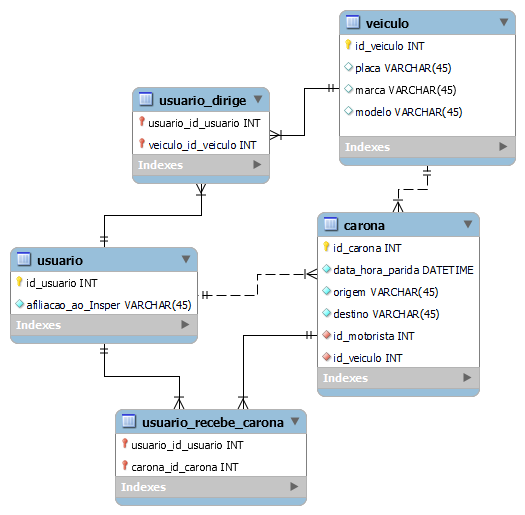 veiculo
id_veiculo INT
placa VARCHAR(45)
marca VARCHAR(45)
modelo VARCHAR(45)
Indexes
usuario_dirige
usuario_id_usuario INT
veiculo_id_veiculo INT
Indexes
carona
id_carona INT
data_hora_parida DATETIME
origem VARCHAR(45)
destino VARCHAR(45)
id_motorista INT
id_veiculo INT
Indexes
usuario
id_usuario INT
afiliacao_ao_Insper VARCHAR(45)
Indexes
usuario_recebe_carona
usuario_id_usuario INT
carona_id_carona INT
Indexes